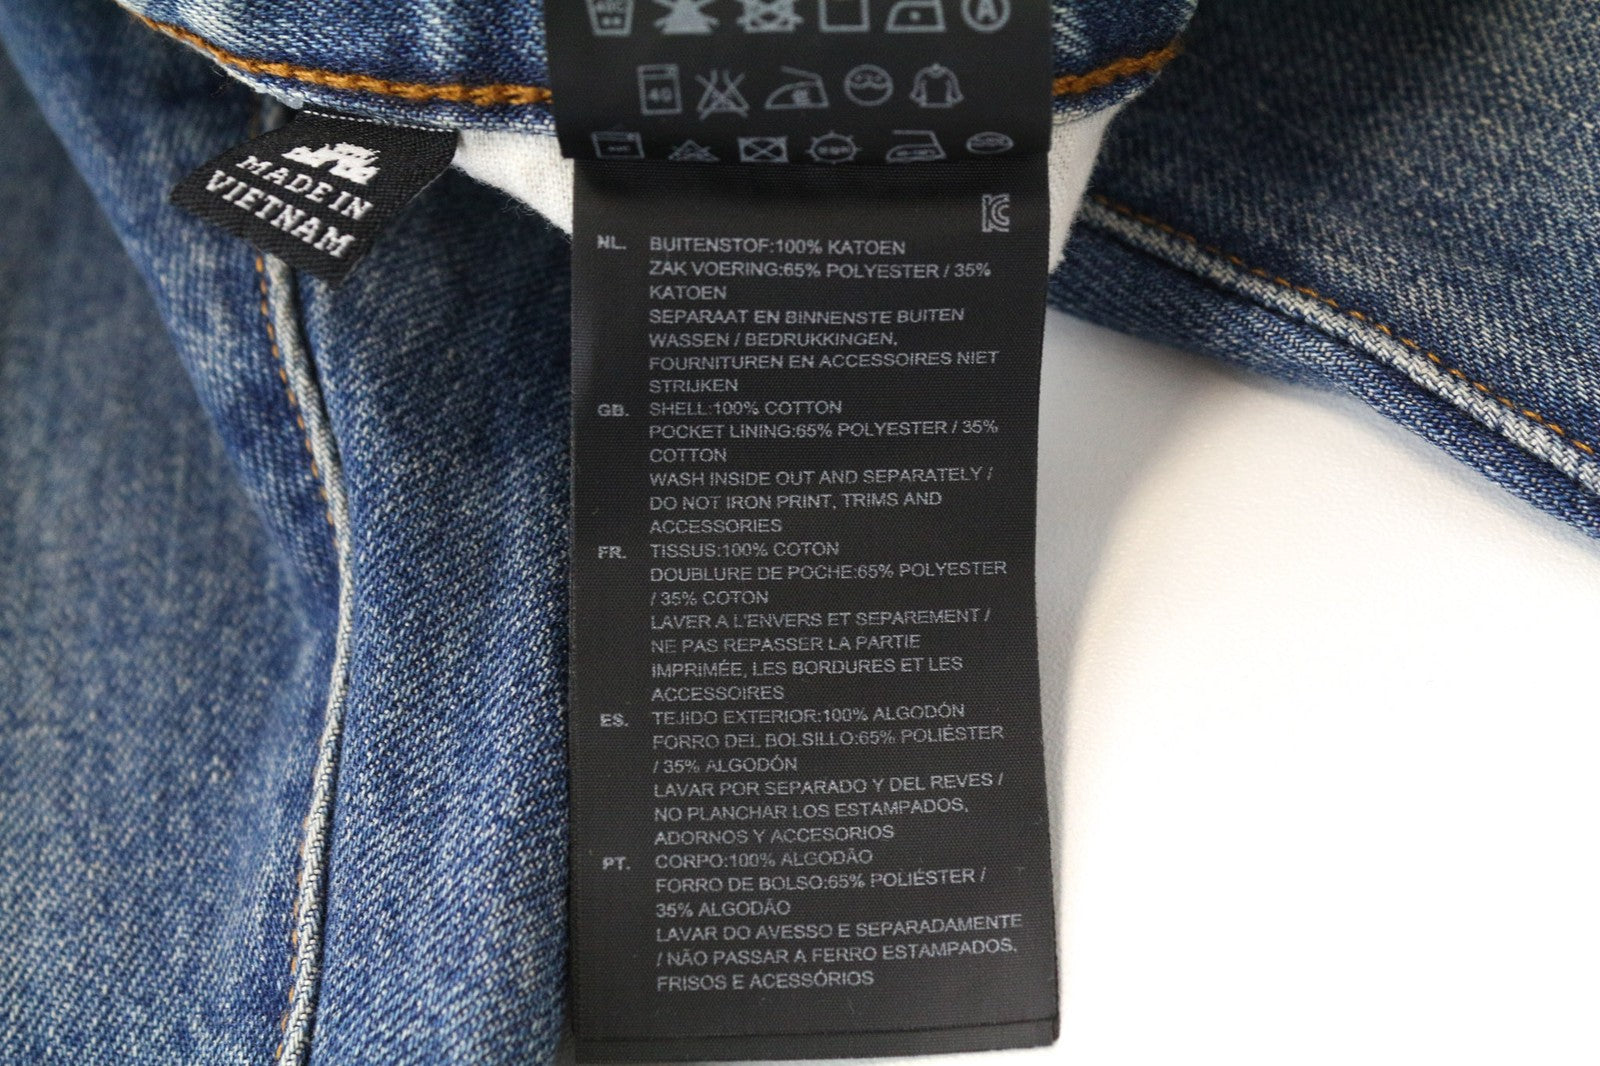 MADE IN
VIETNAM
40
NL. BUITENSTOF:100% KATOEN
ZAK VOERING:65% POLYESTER / 35%
KATOEN
SEPARAAT EN BINNENSTE BUITEN
WASSEN / BEDRUKKINGEN,
FOURNITUREN EN ACCESSOIRES NIET
STRIJKEN
GB. SHELL:100% COTTON
POCKET LINING:65% POLYESTER / 35%
COTTON
WASH INSIDE OUT AND SEPARATELY /
DO NOT IRON PRINT, TRIMS AND
ACCESSORIES
FR. TISSUS:100% COTON
DOUBLURE DE POCHE:65% POLYESTER
/ 35% COTON
LAVER A L'ENVERS ET SEPAREMENT /
NE PAS REPASSER LA PARTIE
IMPRIMÉE, LES BORDURES ET LES
ACCESSOIRES
ES. TEJIDO EXTERIOR:100% ALGODÓN
FORRO DEL BOLSILLO:65% POLIÉSTER
/ 35% ALGODÓN
LAVAR POR SEPARADO Y DEL REVES /
NO PLANCHAR LOS ESTAMPADOS,
ADORNOS Y ACCESORIOS
PT. CORPO:100% ALGODÃO
FORRO DE BOLSO:65% POLIÉSTER /
35% ALGODÃO
LAVAR DO AVESSO E SEPARADAMENTE
/ NÃO PASSAR A FERRO ESTAMPADOS,
FRISOS E ACESSÓRIOS